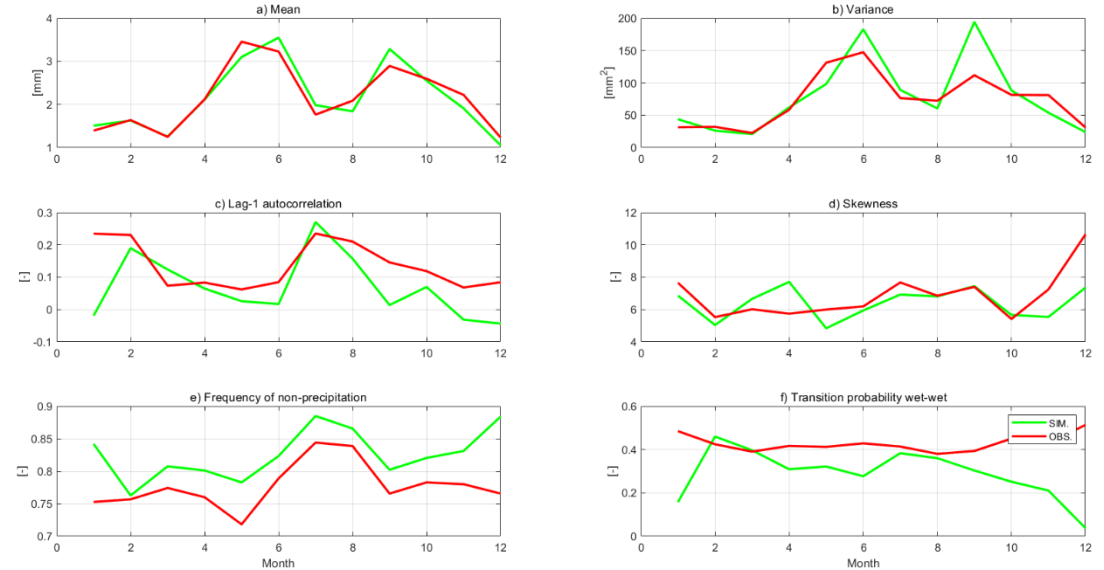 a) Mean
[mm]
4
3
2
1
0 2 4 6 8 10 12
b) Variance
[mm²]
200
150
100
50
0
0 2 4 6 8 10 12
c) Lag-1 autocorrelation
[-]
0.3
0.2
0.1
0
-0.1
0 2 4 6 8 10 12
d) Skewness
[-]
12
10
8
6
4
0 2 4 6 8 10 12
e) Frequency of non-precipitation
[-]
0.9
0.85
0.8
0.75
0.7
0 2 4 6 8 10 12
Month
f) Transition probability wet-wet
[-]
0.6
0.4
0.2
0
SIM.
OBS.
0 2 4 6 8 10 12
Month